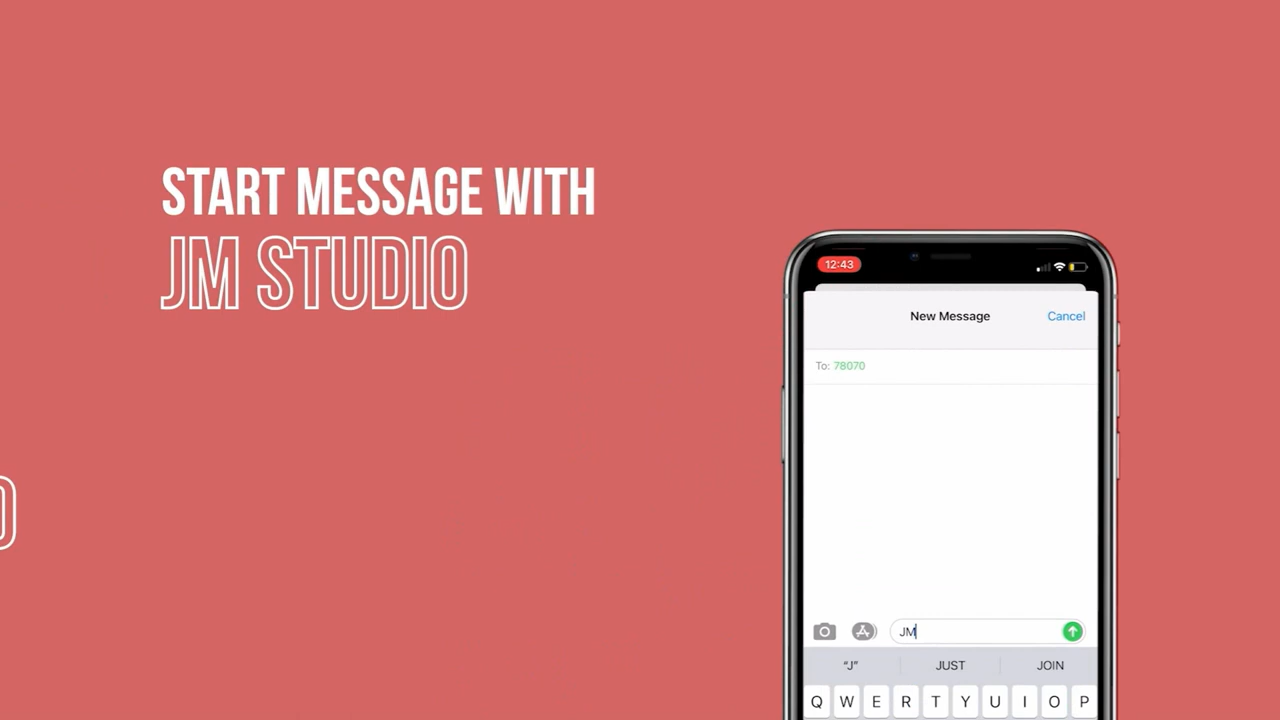 START MESSAGE WITH
JM STUDIO
12:43
New Message
Cancel
To: 78070
JM
“J”
JUST
JOIN
Q W E R T Y U I O P